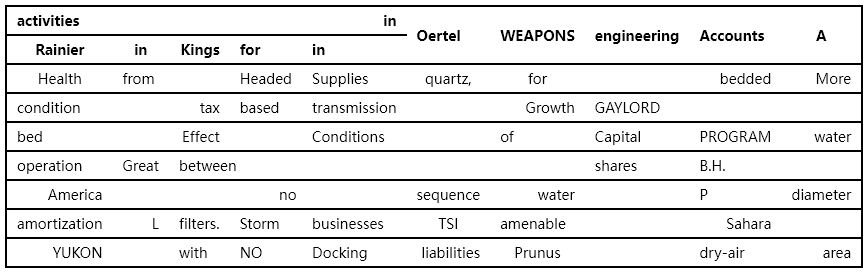 activities in
Oertel WEAPONS engineering Accounts A
Rainier in Kings for in
Health from Headed Supplies quartz, for bedded More
condition tax based transmission Growth GAYLORD
bed Effect Conditions of Capital PROGRAM water
operation Great between shares B.H.
America no sequence water P diameter
amortization L filters. Storm businesses TSI amenable Sahara
YUKON with NO Docking liabilities Prunus dry-air area